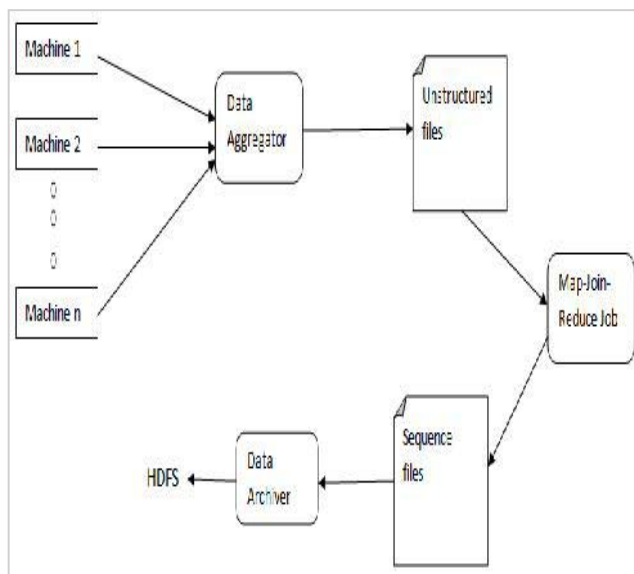 Machine 1
Data
Aggregator
Unstructured
files
Machine 2
Machine n
Map-Join-
Reduce Job
Sequence
files
Data
Archiver
HDFS